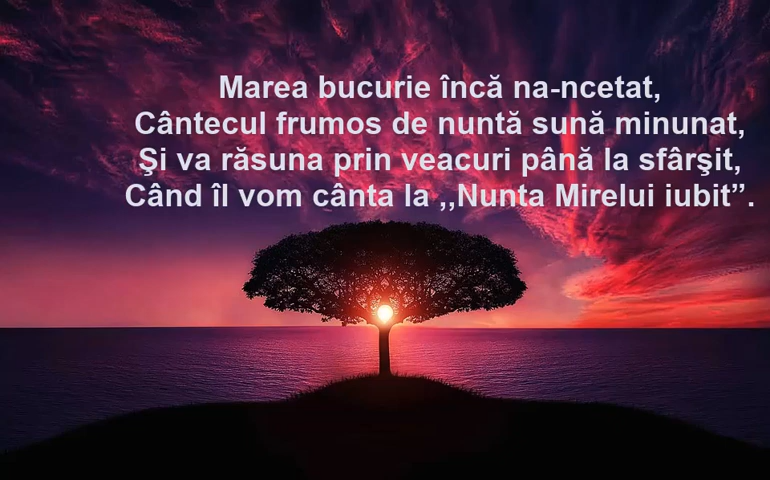 Marea bucurie încă na-ncetat,
Cântecul frumos de nuntă sună minunat,
Şi va răsuna prin veacuri până la sfârşit,
Când îl vom cânta la ,,Nunta Mirelui iubit”.